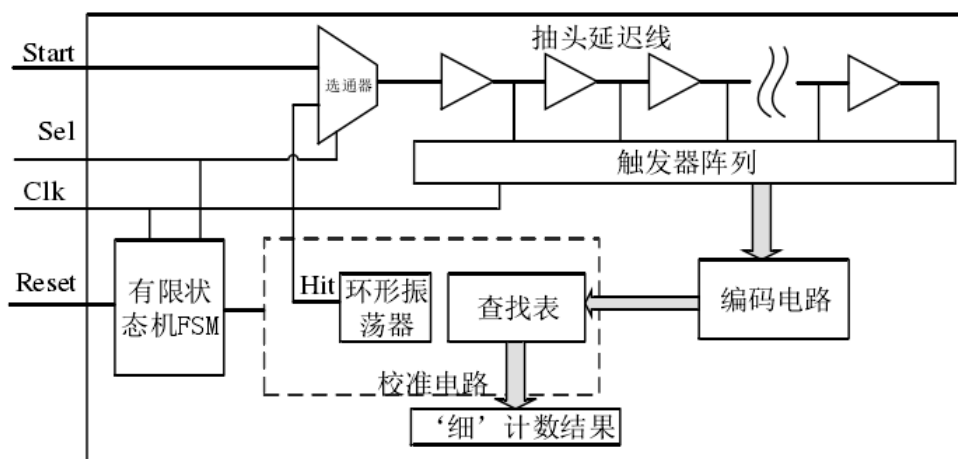 Start
选通器
抽头延迟线
Sel
触发器阵列
Clk
Reset
有限状
态机FSM
Hit
环形振
荡器
查找表
编码电路
校准电路
‘细’计数结果